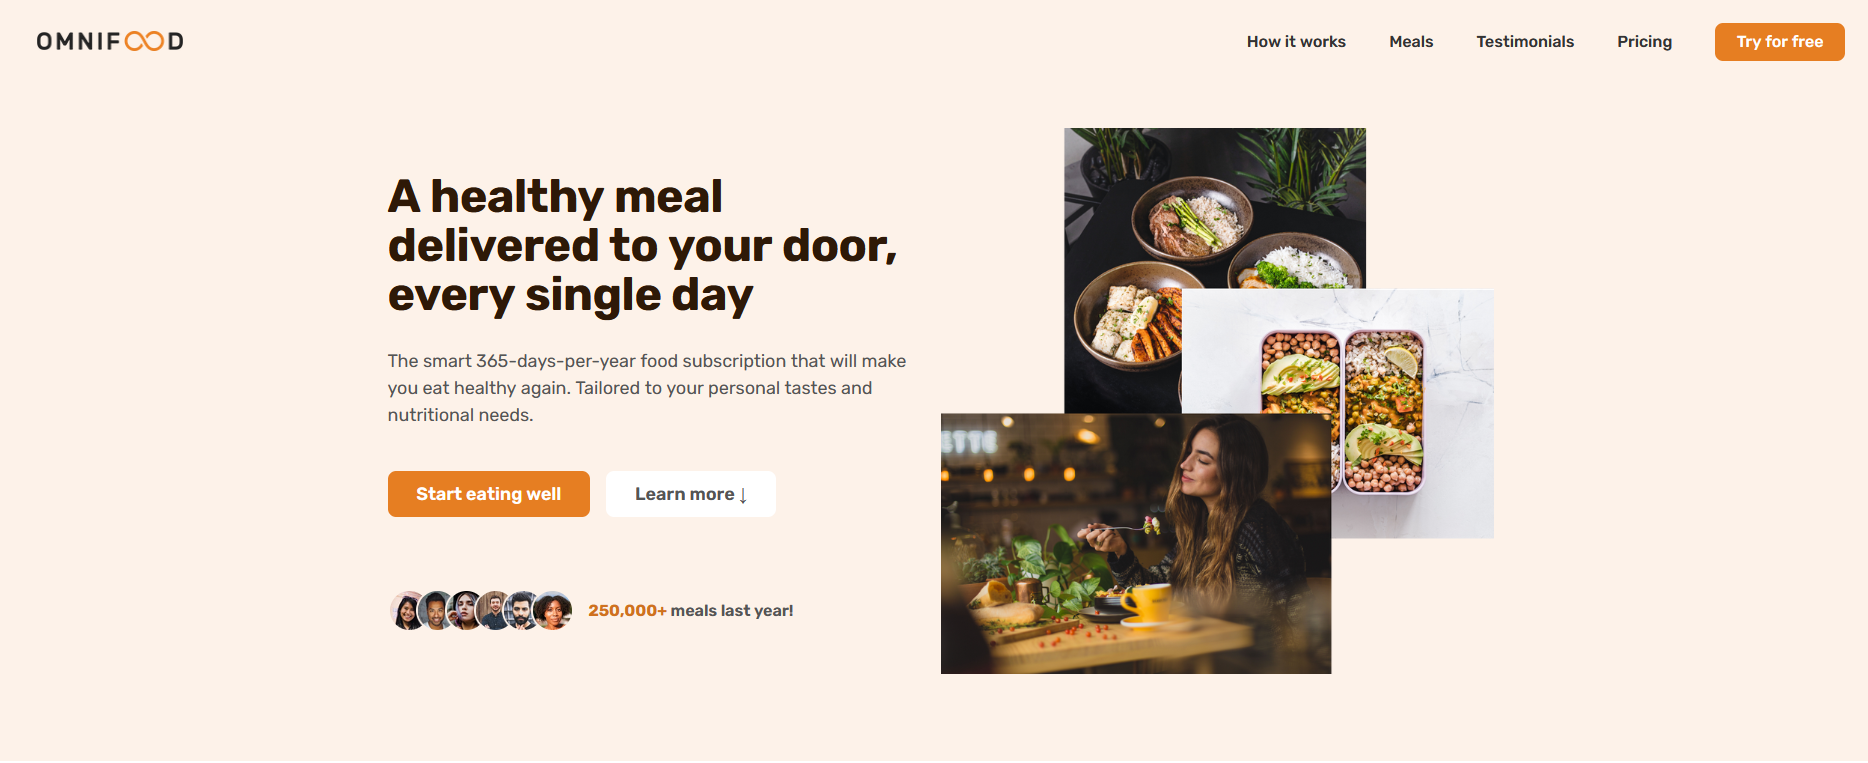 OMNIFOOD
How it works
Meals
Testimonials
Pricing
Try for free
A healthy meal
delivered to your door,
every single day
The smart 365-days-per-year food subscription that will make
you eat healthy again. Tailored to your personal tastes and
nutritional needs.
Start eating well
Learn more ↓
250,000+ meals last year!
ETTE